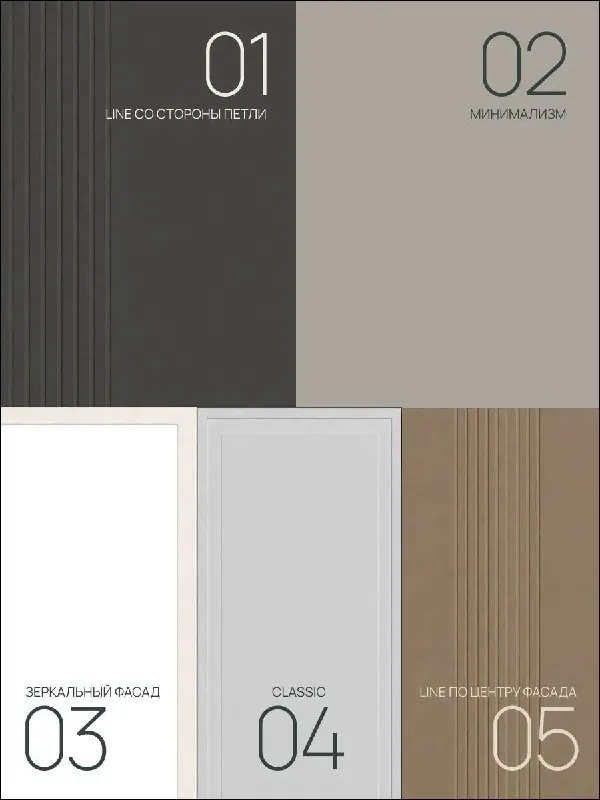 01
LINE СО СТОРОНЫ ПЕТЛИ
02
МИНИМАЛИЗМ
ЗЕРКАЛЬНЫЙ ФАСАД
03
CLASSIC
04
LINE ПО ЦЕНТРУ ФАСАДА
05